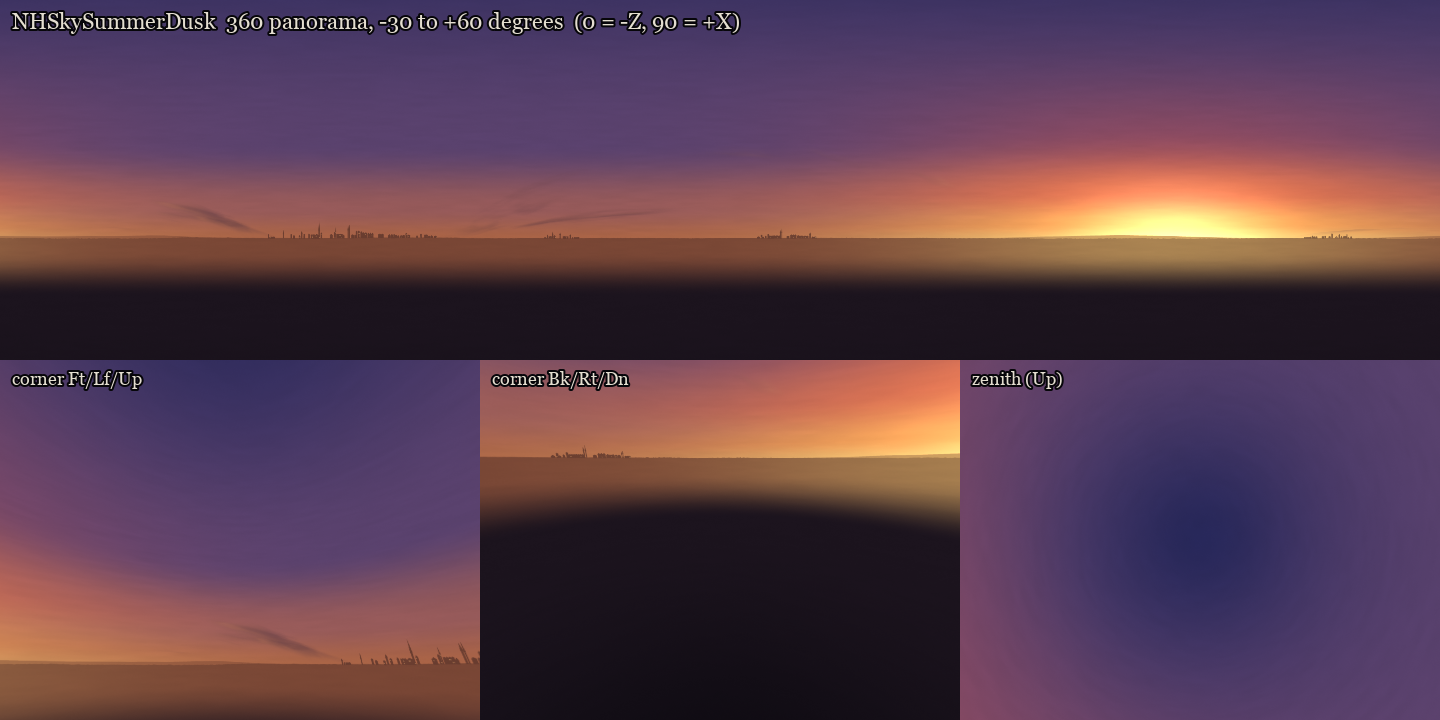 NHSkySummerDusk  360 panorama, -30 to +60 degrees  (0 = -Z, 90 = +X)
corner Ft/Lf/Up
corner Bk/Rt/Dn
zenith (Up)